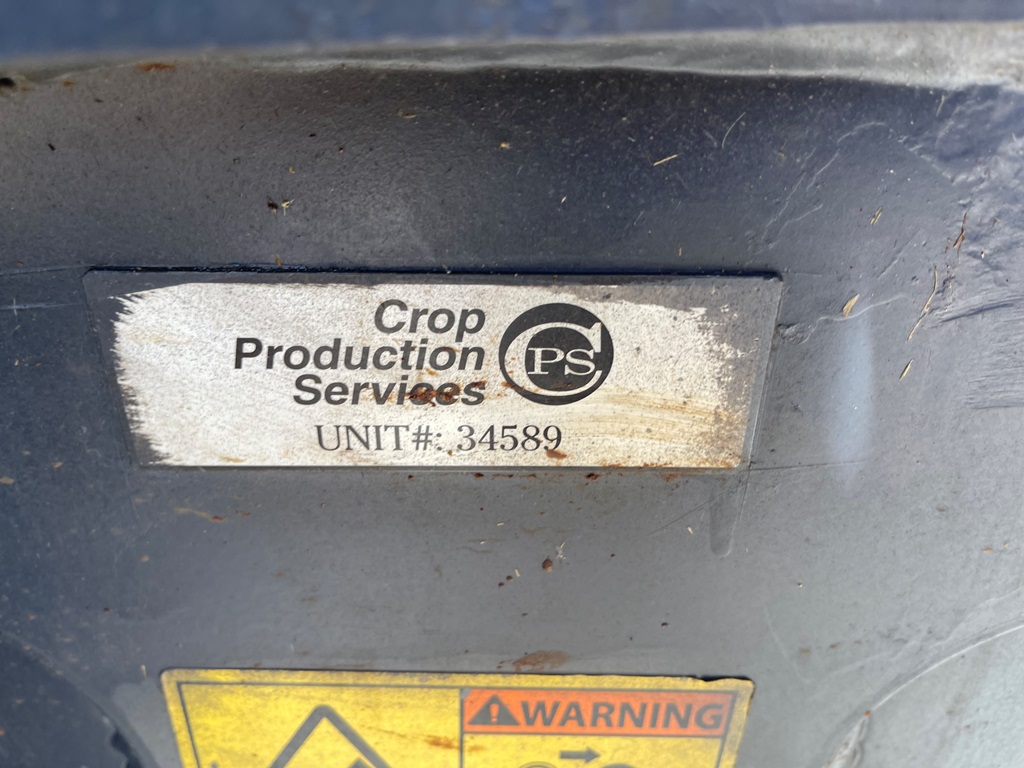 Crop
Production
Services
CPS
UNIT#: 34589
WARNING